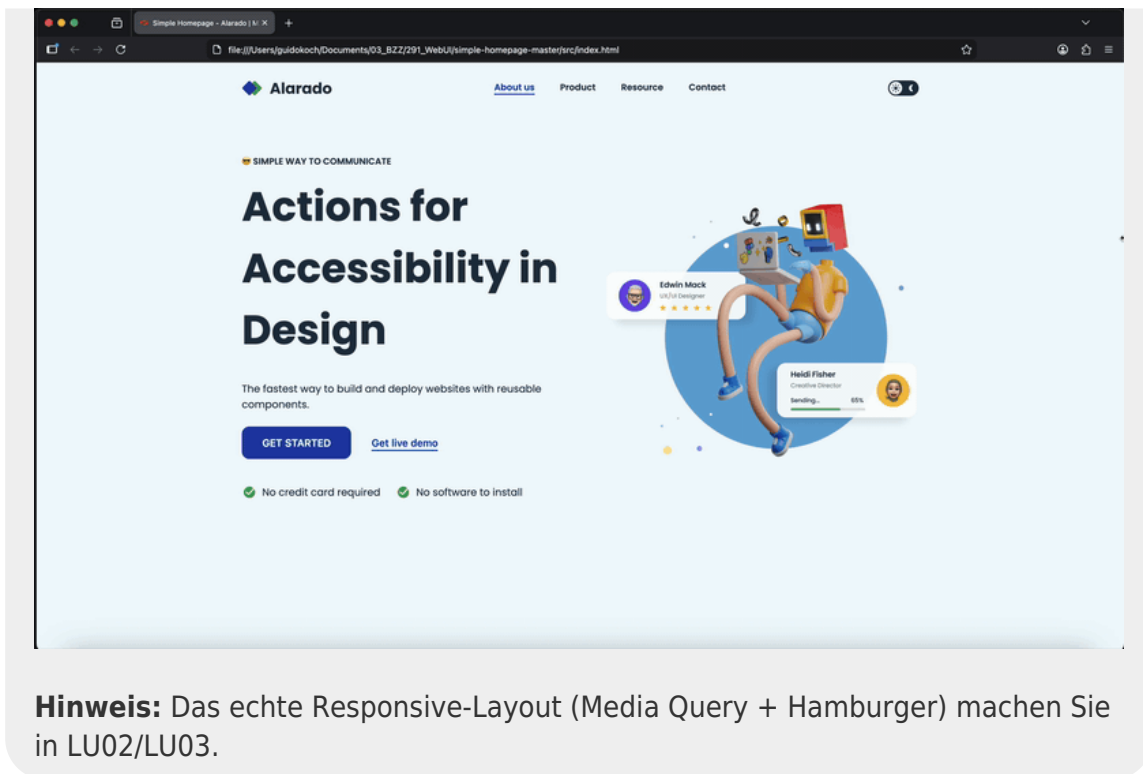 Simple Homepage - Alarado | M
file:///Users/guidokoch/Documents/03_BZZ/291_WebUI/simple-homepage-master/src/index.html
Alarado
About us Product Resource Contact
SIMPLE WAY TO COMMUNICATE
Actions for
Accessibility in
Design
Edwin Mack
UX/UI Designer
Heidi Fisher
Creative Director
Sending... 65%
The fastest way to build and deploy websites with reusable
components.
GET STARTED Get live demo
No credit card required No software to install
Hinweis: Das echte Responsive-Layout (Media Query + Hamburger) machen Sie
in LU02/LU03.